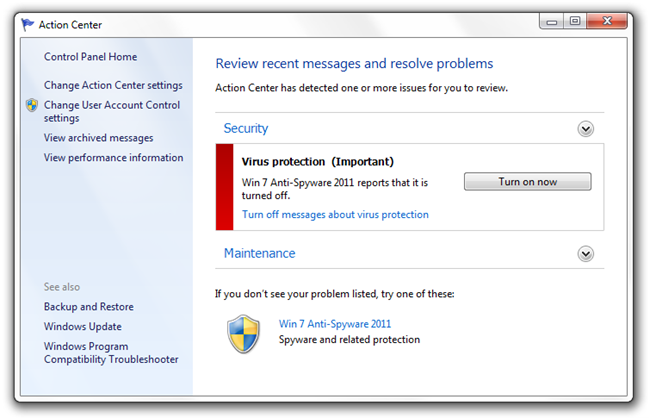 Action Center
Control Panel Home
Change Action Center settings
Change User Account Control
settings
View archived messages
View performance information
See also
Backup and Restore
Windows Update
Windows Program
Compatibility Troubleshooter
Review recent messages and resolve problems
Action Center has detected one or more issues for you to review.
Security
Virus protection (Important)
Win 7 Anti-Spyware 2011 reports that it is
turned off.
Turn on now
Turn off messages about virus protection
Maintenance
If you don't see your problem listed, try one of these:
Win 7 Anti-Spyware 2011
Spyware and related protection